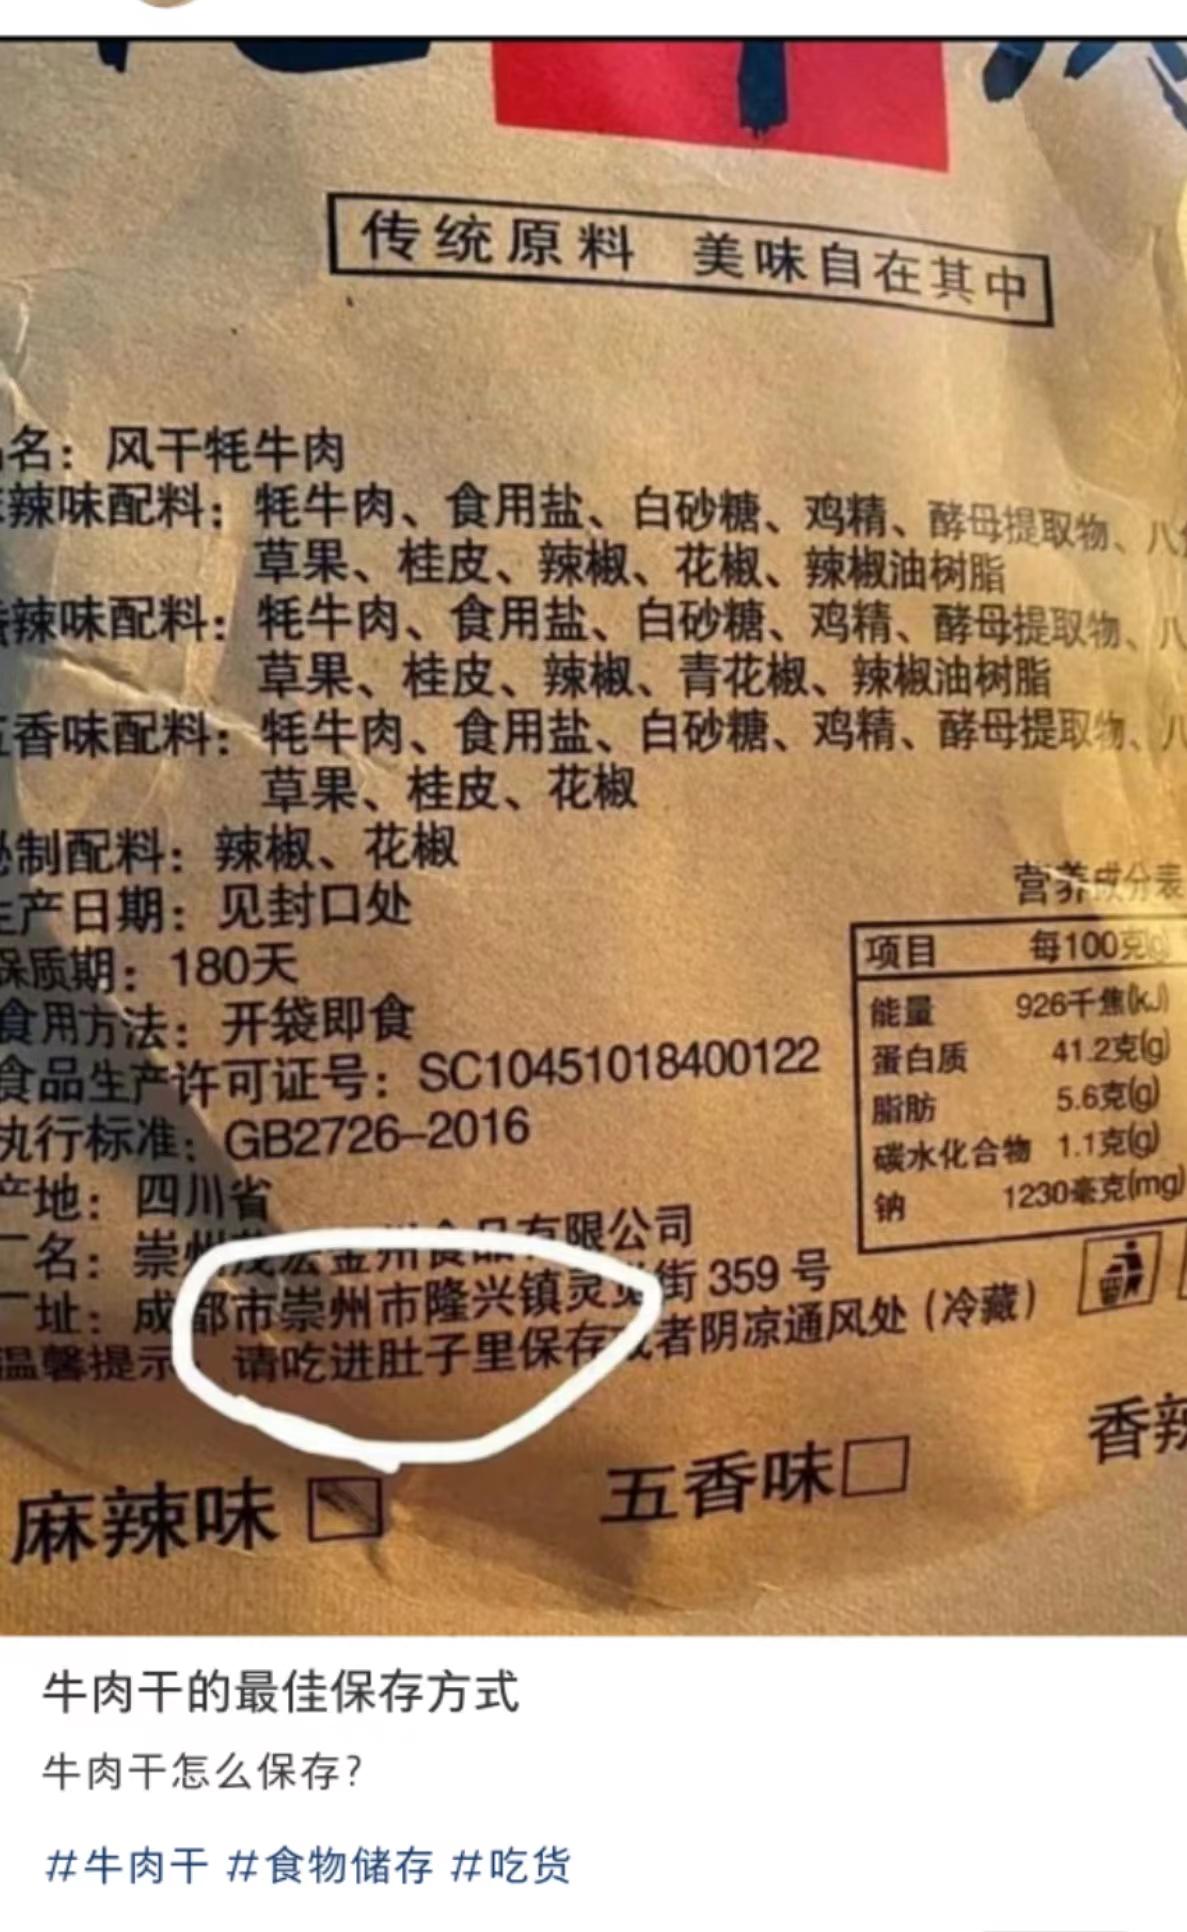 传统原料 美味自在其中
名：风干牦牛肉
辣味配料：牦牛肉、食用盐、白砂糖、鸡精、酵母提取物、八
草果、桂皮、辣椒、花椒、辣椒油树脂
辣味配料：牦牛肉、食用盐、白砂糖、鸡精、酵母提取物、八
草果、桂皮、辣椒、青花椒、辣椒油树脂
香味配料：牦牛肉、食用盐、白砂糖、鸡精、酵母提取物、八
草果、桂皮、花椒
制配料：辣椒、花椒
产日期：见封口处
保质期：180天
食用方法：开袋即食
食品生产许可证号：SC10451018400122
执行标准：GB2726-2016
产地：四川省
名：崇州 金州食品有限公司
址：成都市崇州市隆兴镇灵 街 359 号
温馨提示：请吃进肚子里保存或者阴凉通风处（冷藏）
营养成分表
项目 每100克(g)
能量 926千焦(kJ)
蛋白质 41.2克(g)
脂肪 5.6克(g)
碳水化合物 1.1克(g)
钠 1230毫克(mg)
麻辣味 五香味 香辣
牛肉干的最佳保存方式
牛肉干怎么保存？
#牛肉干 #食物储存 #吃货